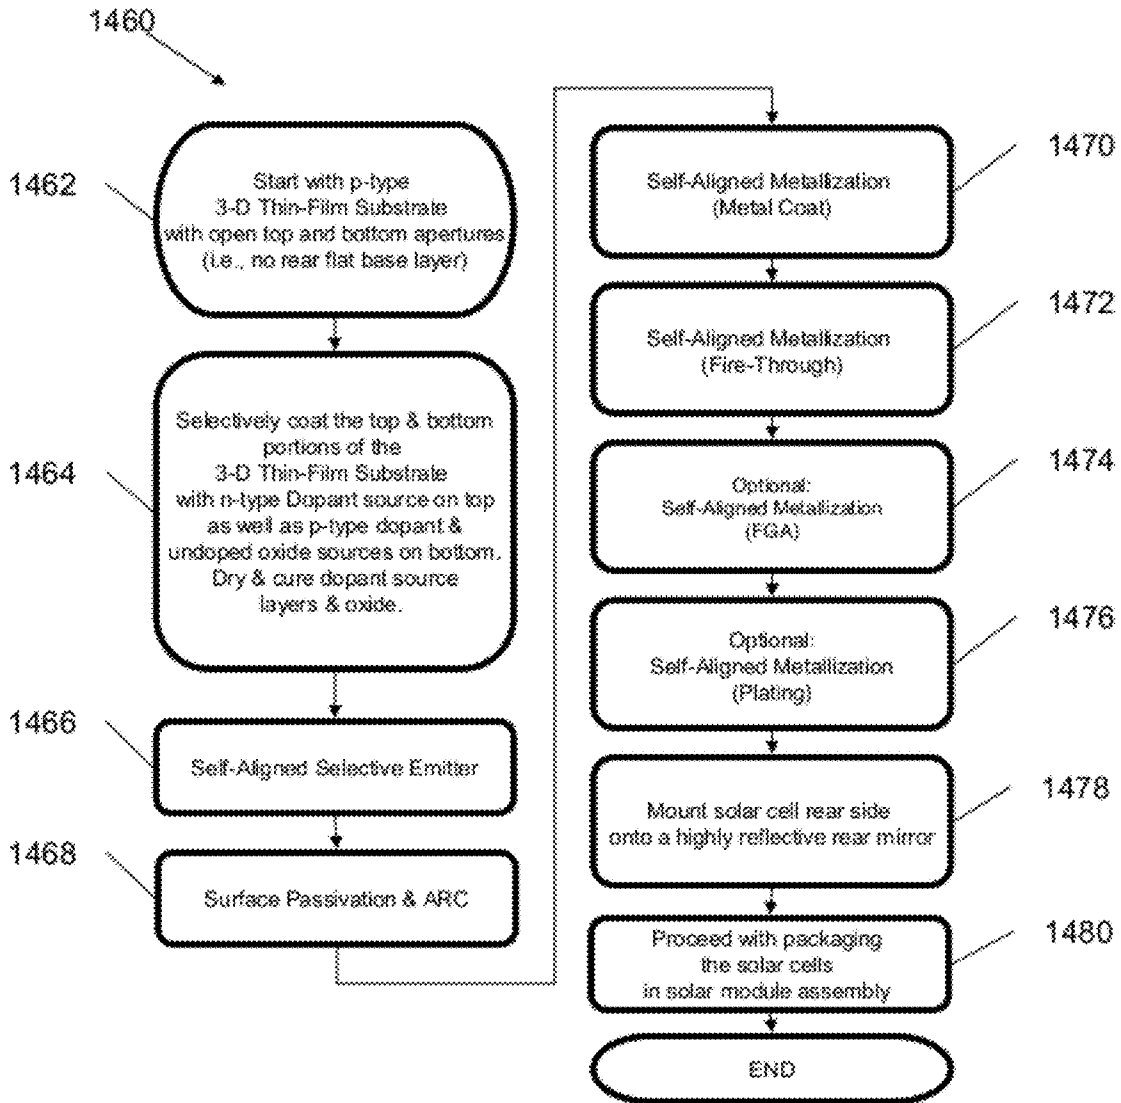 1460
1462
Start with p-type
3-D Thin-Film Substrate
with open top and bottom apertures
(i.e., no rear flat base layer)
1464
Selectively coat the top & bottom
portions of the
3-D Thin-Film Substrate
with n-type Dopant source on top
as well as p-type dopant &
undoped oxide sources on bottom.
Dry & cure dopant source
layers & oxide.
1466
Self-Aligned Selective Emitter
1468
Surface Passivation & ARC
1470
Self-Aligned Metallization
(Metal Coat)
1472
Self-Aligned Metallization
(Fire-Through)
1474
Optional:
Self-Aligned Metallization
(FGA)
1476
Optional:
Self-Aligned Metallization
(Plating)
1478
Mount solar cell rear side
onto a highly reflective rear mirror
1480
Proceed with packaging
the solar cells
in solar module assembly
END